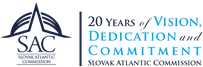 SAC
SLOVAK ATLANTIC
COMMISSION
20 YEARS of VISION,
DEDICATION and
COMMITMENT
SLOVAK ATLANTIC COMMISSION